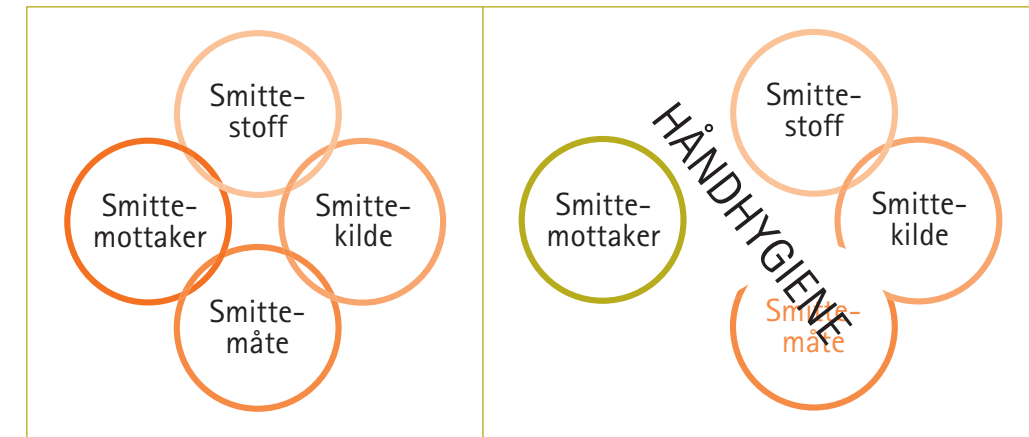 Smitte-
stoff
Smitte-
mottaker
Smitte-
kilde
Smitte-
måte
Smitte-
stoff
HÅNDHYGIENE
Smitte-
mottaker
Smitte-
kilde
Smitte-
måte